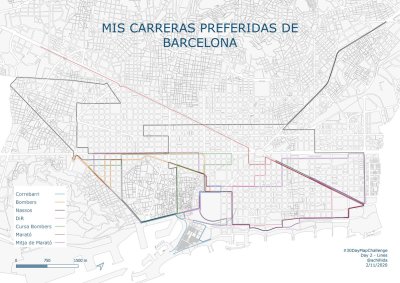 MIS CARRERAS PREFERIDAS DE
BARCELONA
Correbarri
Bombers
Nassos
DiR
Cursa Bombers
Marató
Mitja de Marató
0 750 1500 m
#30DayMapChallenge
Day 2 - Lines
2/11/2020